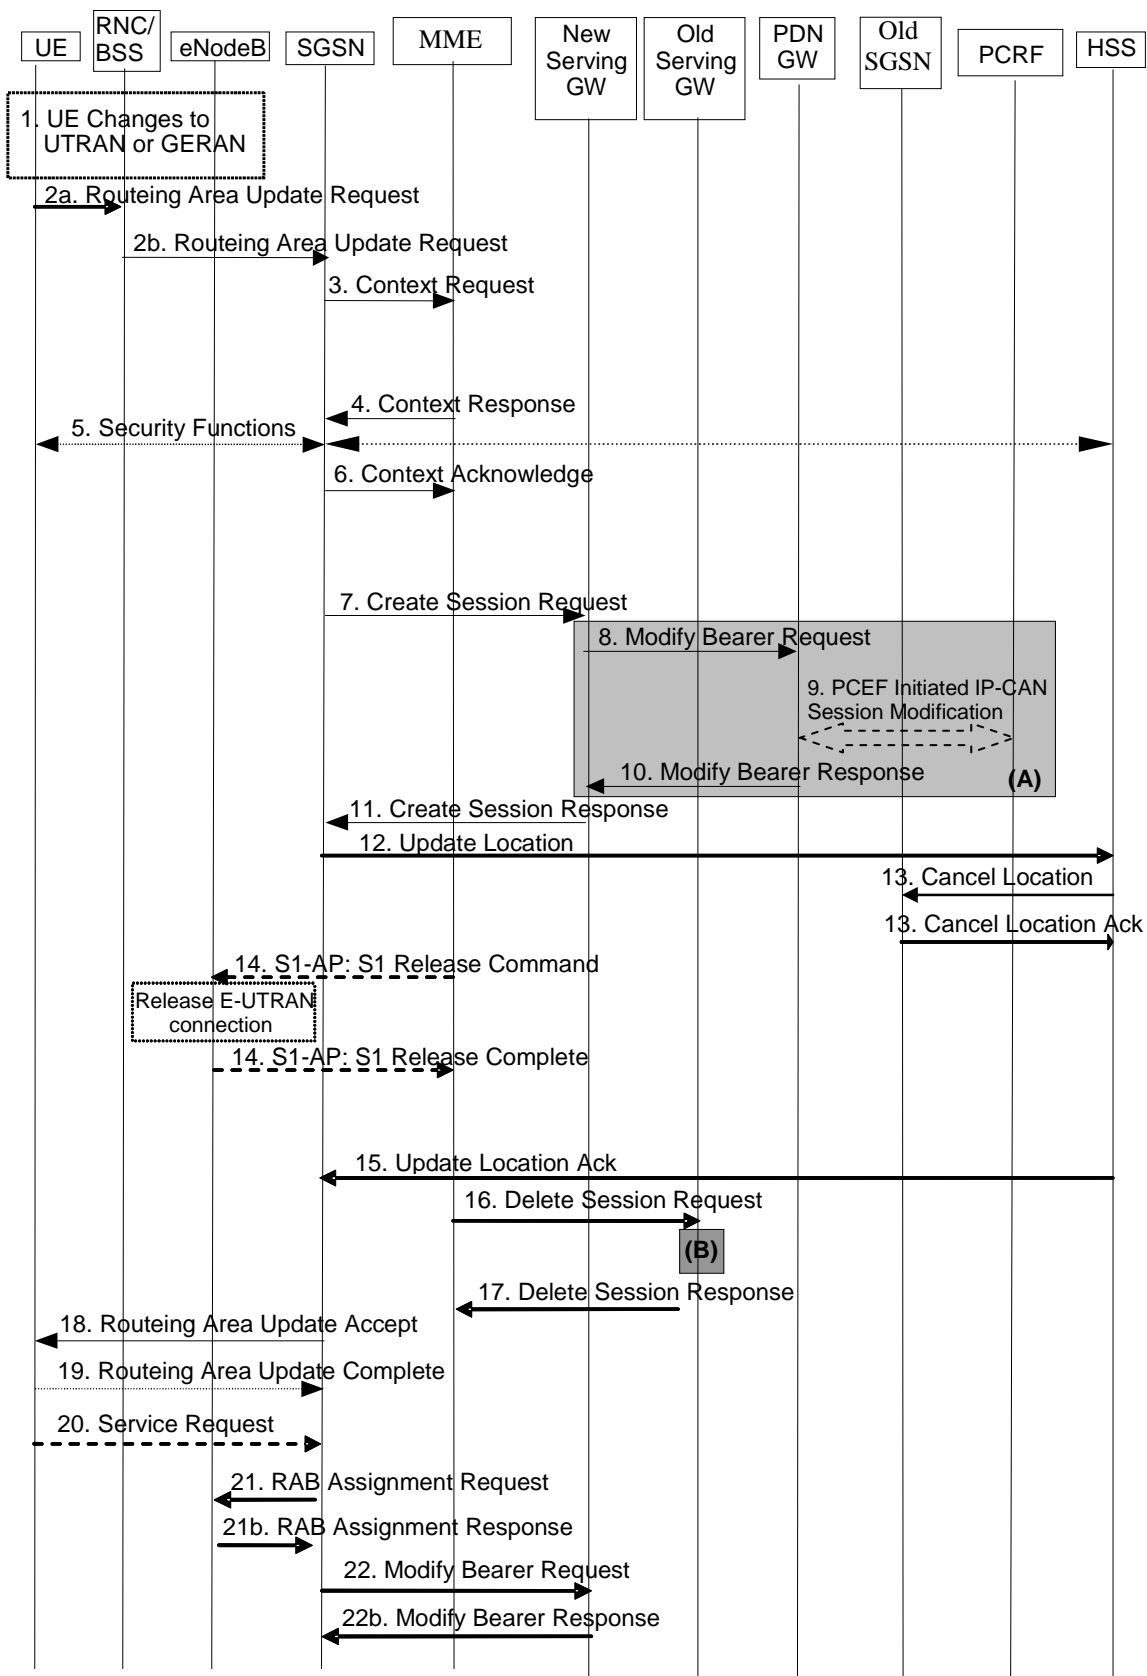 UE
RNC/
BSS
eNodeB
SGSN
MME
New
Serving
GW
Old
Serving
GW
PDN
GW
Old
SGSN
PCRF
HSS
1. UE Changes to
UTRAN or GERAN
2a. Routeing Area Update Request
2b. Routeing Area Update Request
3. Context Request
4. Context Response
5. Security Functions
6. Context Acknowledge
7. Create Session Request
8. Modify Bearer Request
9. PCEF Initiated IP-CAN
Session Modification
10. Modify Bearer Response
(A)
11. Create Session Response
12. Update Location
13. Cancel Location
13. Cancel Location Ack
14. S1-AP: S1 Release Command
Release E-UTRAN
connection
14. S1-AP: S1 Release Complete
15. Update Location Ack
16. Delete Session Request
(B)
17. Delete Session Response
18. Routeing Area Update Accept
19. Routeing Area Update Complete
20. Service Request
21. RAB Assignment Request
21b. RAB Assignment Response
22. Modify Bearer Request
22b. Modify Bearer Response